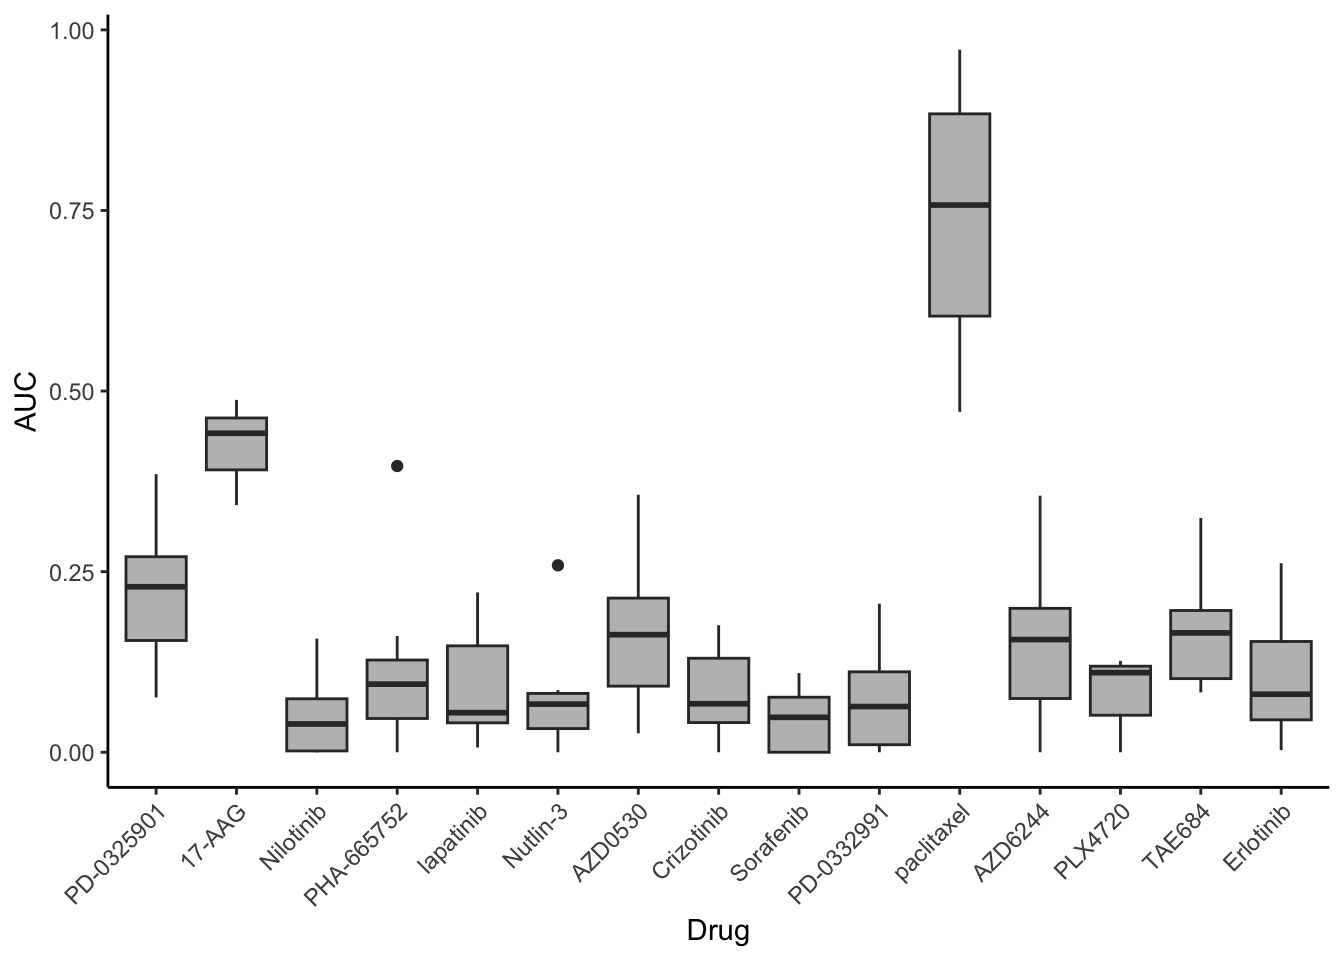 1.00
0.75
0.50
0.25
0.00
AUC
PD-0325901
17-AAG
Nilotinib
PHA-665752
lapatinib
Nutlin-3
AZD0530
Crizotinib
Sorafenib
PD-0332991
paclitaxel
AZD6244
PLX4720
TAE684
Erlotinib
Drug